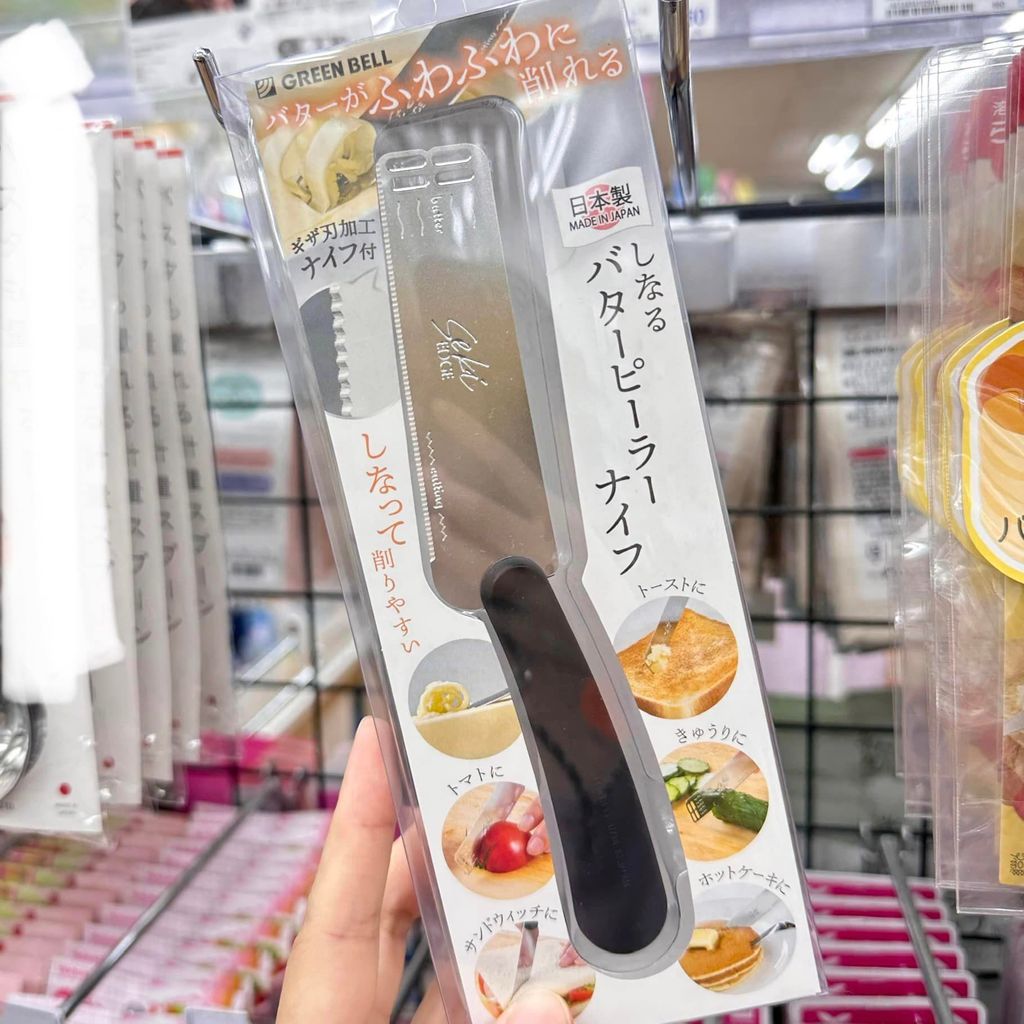 GREEN BELL
バターが ふわふわに
削れる
ギザ刃加工
ナイフ付
日本製
MADE IN JAPAN
しなる
バターピーラー
ナイフ
butter
Seki
EDGE
cutting
しなって
削りやすい
トーストに
きゅうりに
トマトに
ホットケーキに
サンドウィッチに